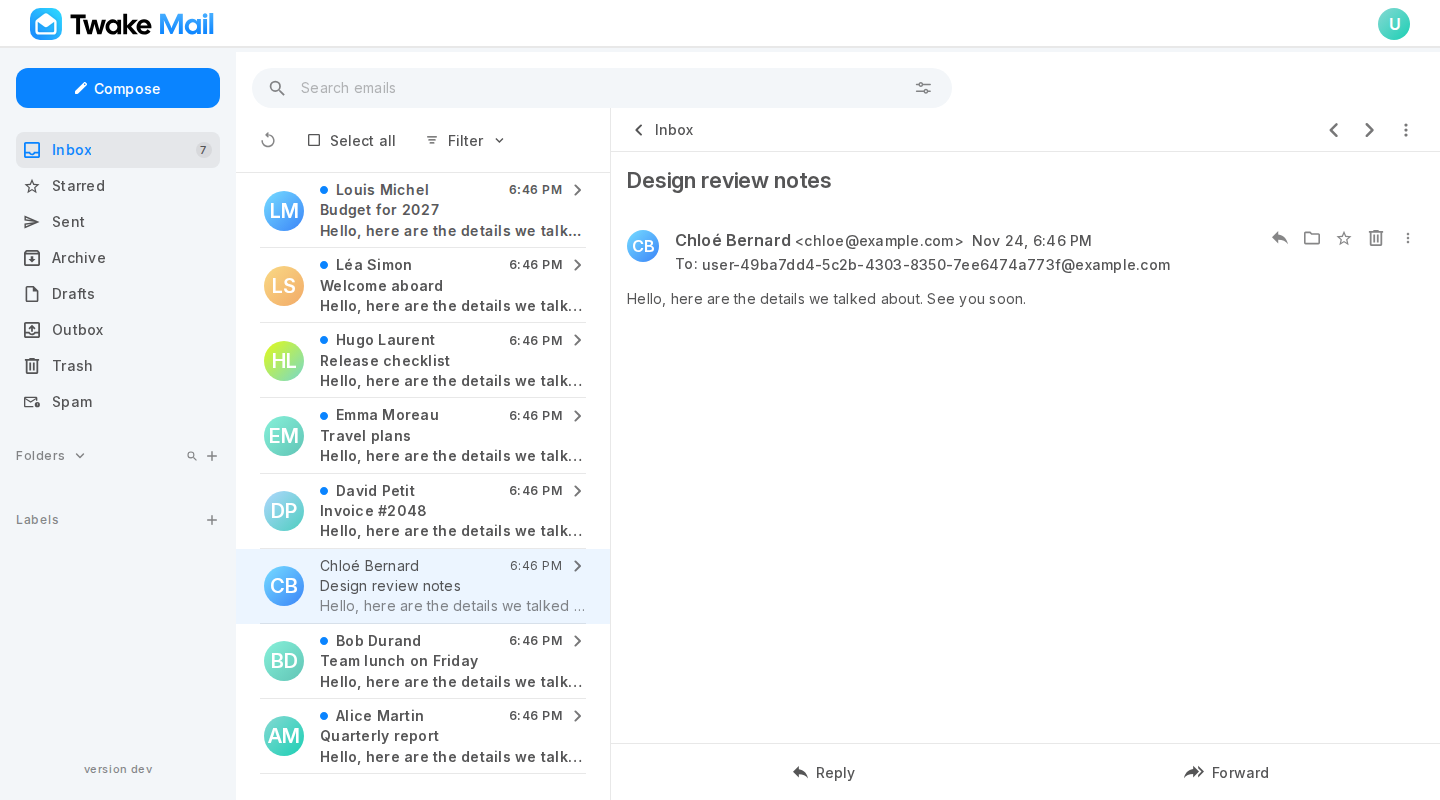 Twake Mail
U
Compose
Inbox 7
Starred
Sent
Archive
Drafts
Outbox
Trash
Spam
Folders
Labels
version dev
Search emails
Select all Filter
LM Louis Michel 6:46 PM
Budget for 2027
Hello, here are the details we talk...
LS Léa Simon 6:46 PM
Welcome aboard
Hello, here are the details we talk...
HL Hugo Laurent 6:46 PM
Release checklist
Hello, here are the details we talk...
EM Emma Moreau 6:46 PM
Travel plans
Hello, here are the details we talk...
DP David Petit 6:46 PM
Invoice #2048
Hello, here are the details we talk...
CB Chloé Bernard 6:46 PM
Design review notes
Hello, here are the details we talked ...
BD Bob Durand 6:46 PM
Team lunch on Friday
Hello, here are the details we talk...
AM Alice Martin 6:46 PM
Quarterly report
Hello, here are the details we talk...
Inbox
Design review notes
CB Chloé Bernard <chloe@example.com> Nov 24, 6:46 PM
To: user-49ba7dd4-5c2b-4303-8350-7ee6474a773f@example.com
Hello, here are the details we talked about. See you soon.
Reply Forward